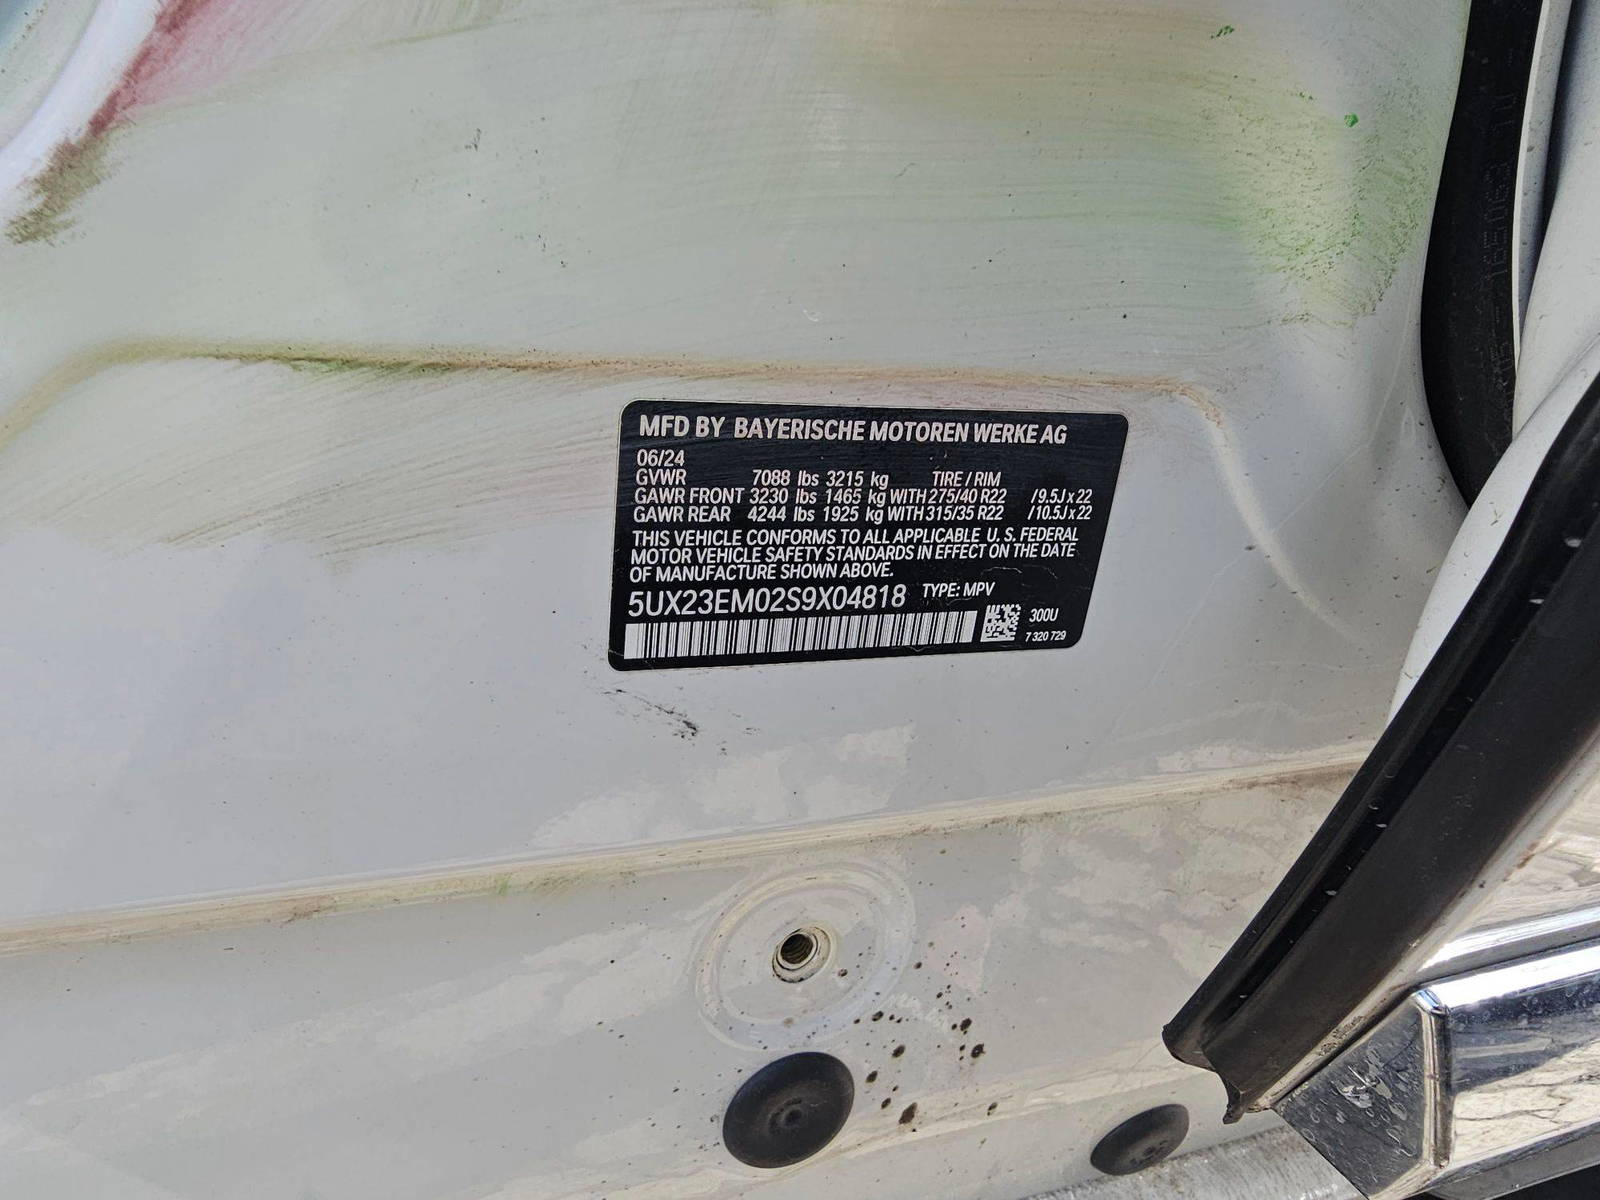 MFD BY BAYERISCHE MOTOREN WERKE AG
06/24
GVWR 7088 lbs 3215 kg TIRE / RIM
GAWR FRONT 3230 lbs 1465 kg WITH 275/40 R22 /9.5J x 22
GAWR REAR 4244 lbs 1925 kg WITH 315/35 R22 /10.5J x 22
THIS VEHICLE CONFORMS TO ALL APPLICABLE U. S. FEDERAL
MOTOR VEHICLE SAFETY STANDARDS IN EFFECT ON THE DATE
OF MANUFACTURE SHOWN ABOVE.
5UX23EM02S9X04818 TYPE: MPV
300U
7 320 729